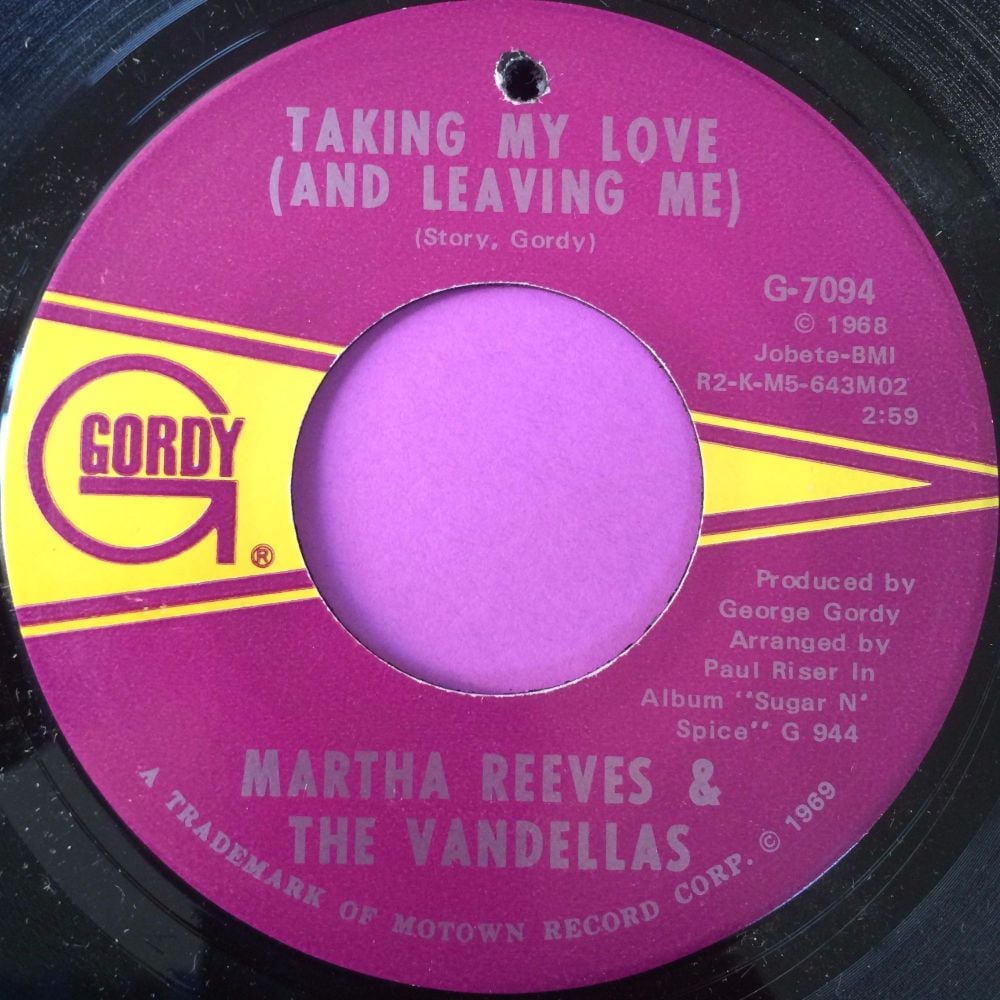 TAKING MY LOVE
(AND LEAVING ME)
(Story, Gordy)
G-7094
© 1968
Jobete-BMI
R2-K-M5-643M02
2:59
GORDY
®
Produced by
George Gordy
Arranged by
Paul Riser In
Album "Sugar N'
Spice" G 944
MARTHA REEVES &
THE VANDELLAS
A TRADEMARK OF MOTOWN RECORD CORP. © 1969